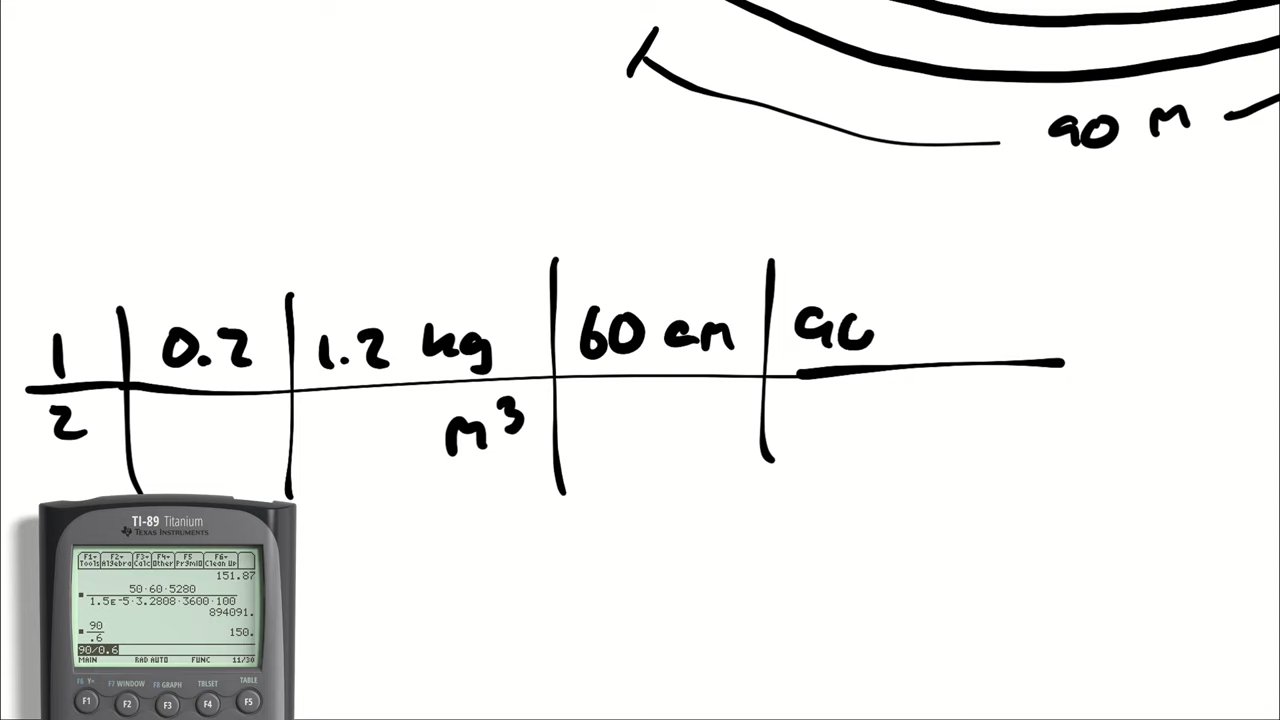 90 M
1 | 0.2 | 1.2 kg | 60 cm | 90
2 m³
TI-89 Titanium
TEXAS INSTRUMENTS
F1 F2 F3 F4 F5 F6
Tools Algebra Calc Other PrgmIO Clean Up
151.87
50·60·5280
1.5E-5·3.2808·3600·100
894091.
90
.6
150.
90/0.6
MAIN RAD AUTO FUNC 11/30
F6 Y= F7 WINDOW F8 GRAPH TBLSET TABLE
F1 F2 F3 F4 F5